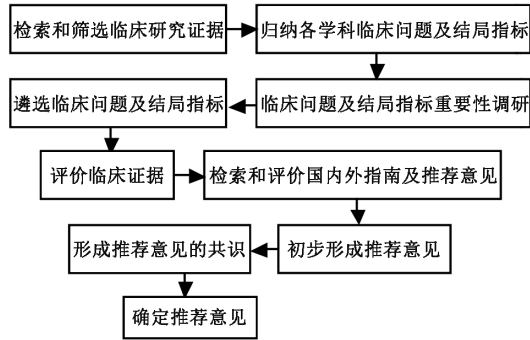 检索和筛选临床研究证据
归纳各学科临床问题及结局指标
临床问题及结局指标重要性调研
遴选临床问题及结局指标
评价临床证据
检索和评价国内外指南及推荐意见
初步形成推荐意见
形成推荐意见的共识
确定推荐意见